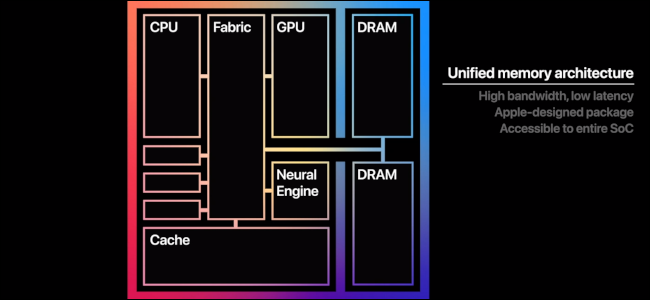 CPU
Fabric
GPU
DRAM
Neural
Engine
DRAM
Cache
Unified memory architecture
High bandwidth, low latency
Apple-designed package
Accessible to entire SoC